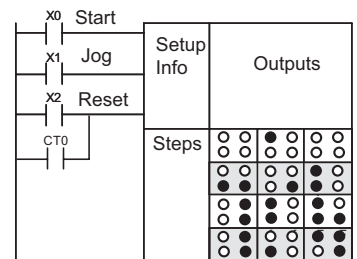 X0 Start
X1 Jog
X2 Reset
CT0
Setup
Info
Outputs
Steps